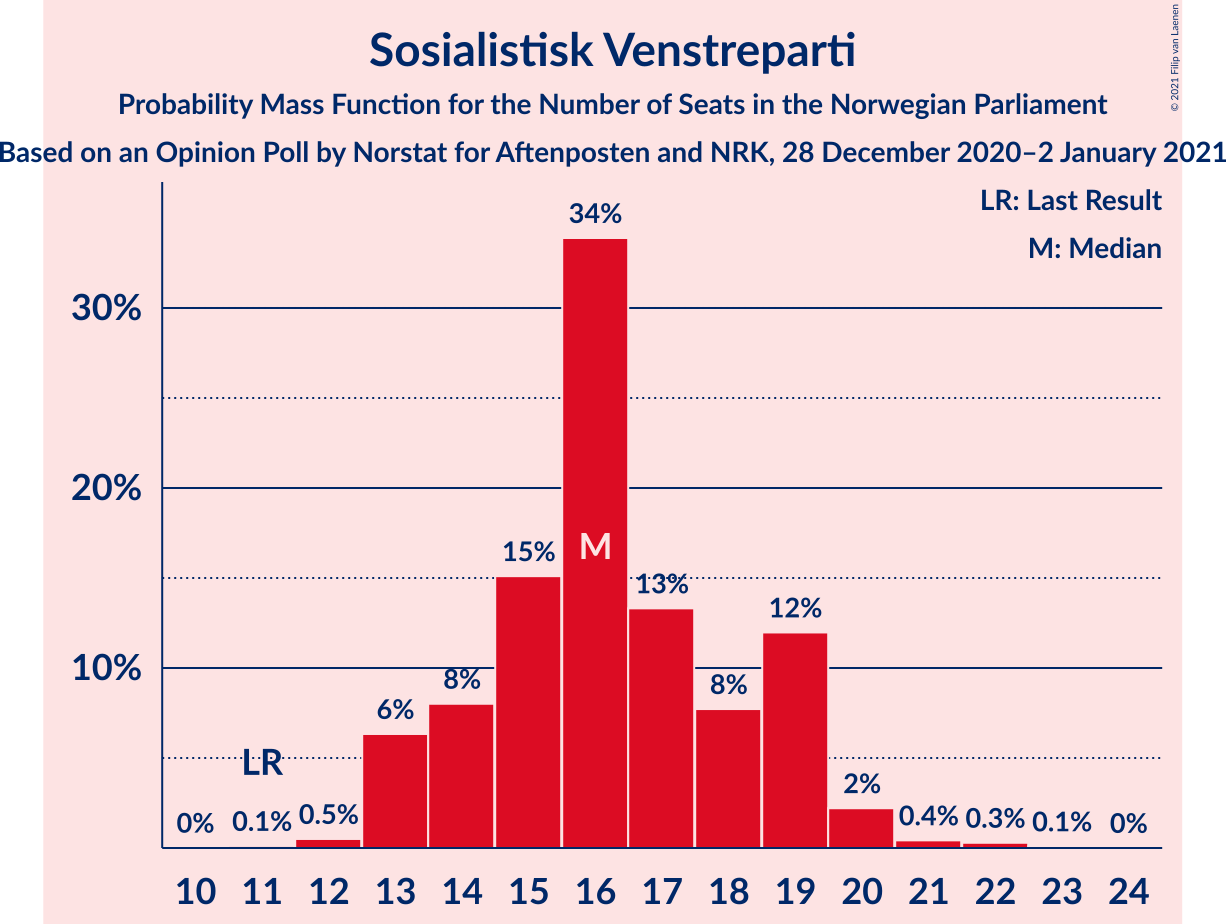 Sosialistisk Venstreparti
Probability Mass Function for the Number of Seats in the Norwegian Parliament
Based on an Opinion Poll by Norstat for Aftenposten and NRK, 28 December 2020–2 January 2021
© 2021 Filip van Laenen
LR: Last Result
M: Median
30%
20%
10%
0%
0.1%
LR
0.5%
6%
8%
15%
34%
M
13%
8%
12%
2%
0.4%
0.3%
0.1%
0%
10 11 12 13 14 15 16 17 18 19 20 21 22 23 24